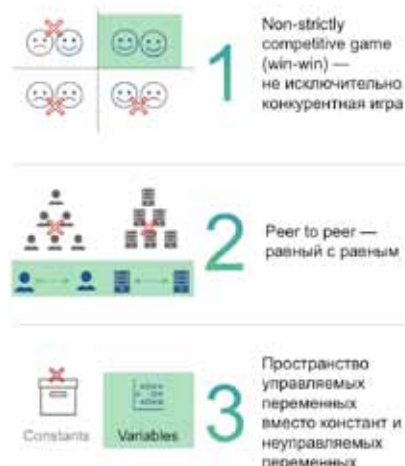 1
Non-strictly
competitive game
(win-win) —
не исключительно
конкурентная игра
2
Peer to peer —
равный с равным
Constants
Variables
3
Пространство
управляемых
переменных
вместо констант и
неуправляемых
переменных